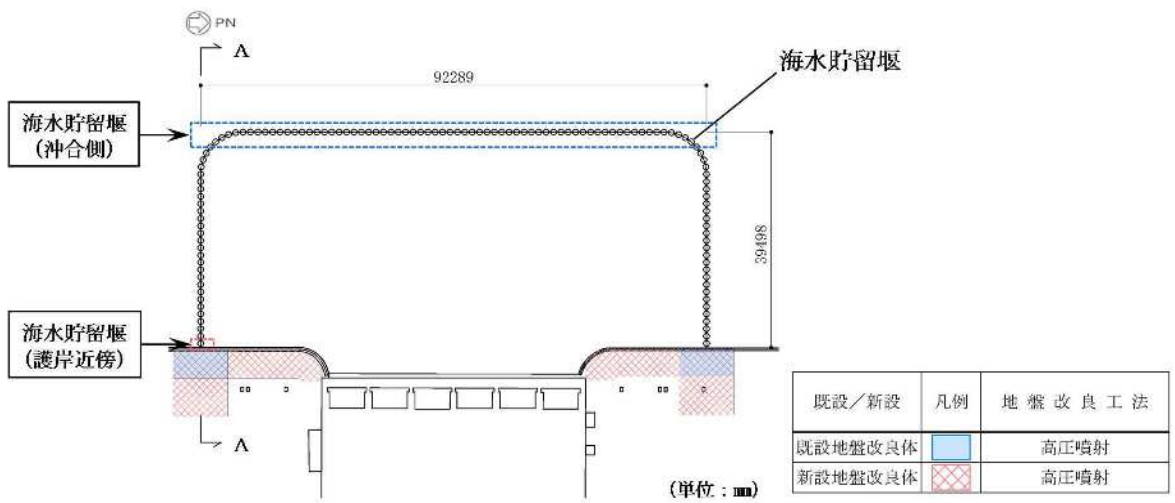 PN
A
92289
海水貯留堰
海水貯留堰
(沖合側)
39498
海水貯留堰
(護岸近傍)
A
(単位:㎜)
既設/新設 凡例 地盤改良工法
既設地盤改良体 高圧噴射
新設地盤改良体 高圧噴射